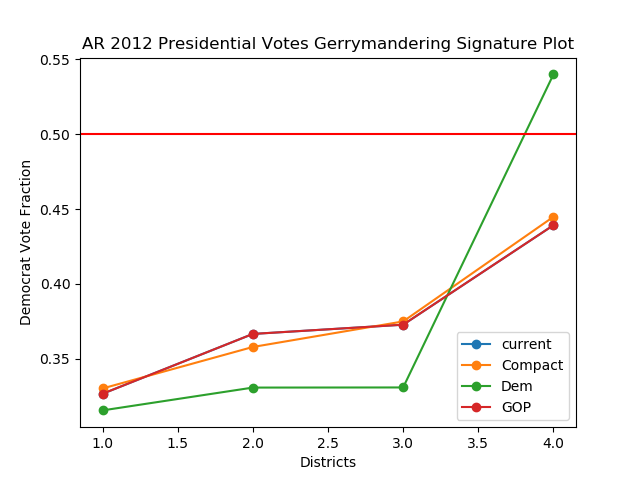 AR 2012 Presidential Votes Gerrymandering Signature Plot
0.55
0.50
0.45
0.40
0.35
Democrat Vote Fraction
current
Compact
Dem
GOP
1.0 1.5 2.0 2.5 3.0 3.5 4.0
Districts